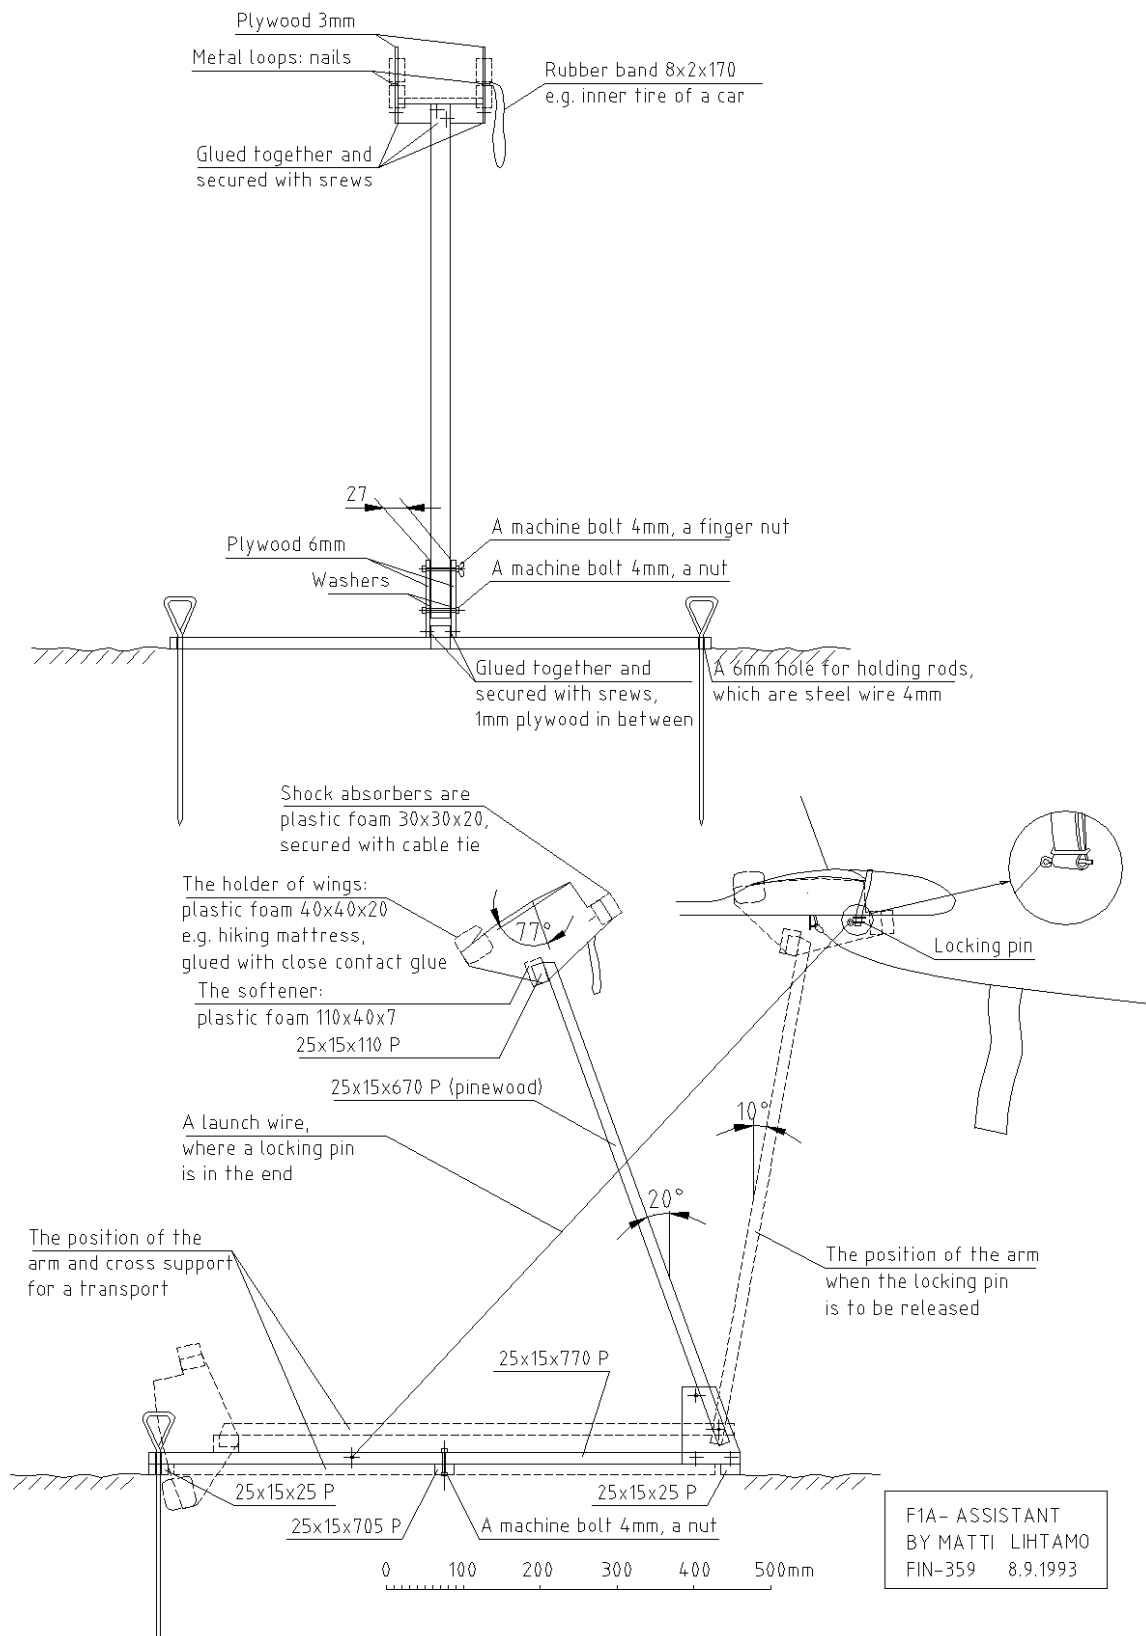 Plywood 3mm
Metal loops: nails
Rubber band 8x2x170
e.g. inner tire of a car
Glued together and
secured with srews
27
A machine bolt 4mm, a finger nut
Plywood 6mm
A machine bolt 4mm, a nut
Washers
Glued together and
secured with srews,
1mm plywood in between
A 6mm hole for holding rods,
which are steel wire 4mm
Shock absorbers are
plastic foam 30x30x20,
secured with cable tie
The holder of wings:
plastic foam 40x40x20
e.g. hiking mattress,
glued with close contact glue
77°
Locking pin
The softener:
plastic foam 110x40x7
25x15x110 P
25x15x670 P (pinewood)
10°
A launch wire,
where a locking pin
is in the end
20°
The position of the
arm and cross support
for a transport
The position of the arm
when the locking pin
is to be released
25x15x770 P
25x15x25 P
25x15x25 P
25x15x705 P
A machine bolt 4mm, a nut
0 100 200 300 400 500mm
F1A- ASSISTANT
BY MATTI LIHTAMO
FIN-359 8.9.1993